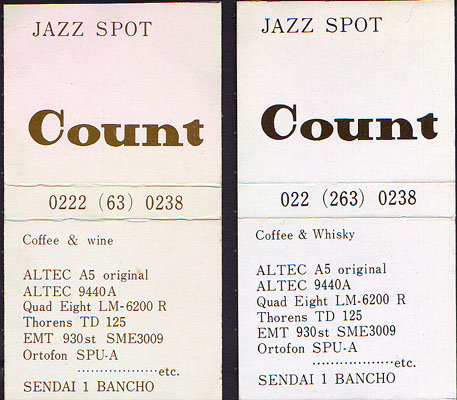 JAZZ SPOT
Count
0222 (63) 0238
Coffee & wine
ALTEC A5 original
ALTEC 9440A
Quad Eight LM-6200 R
Thorens TD 125
EMT 930st SME3009
Ortofon SPU-A
..................etc.
SENDAI 1 BANCHO
JAZZ SPOT
Count
022 (263) 0238
Coffee & Whisky
ALTEC A5 original
ALTEC 9440A
Quad Eight LM-6200 R
Thorens TD 125
EMT 930st SME3009
Ortofon SPU-A
..................etc.
SENDAI 1 BANCHO